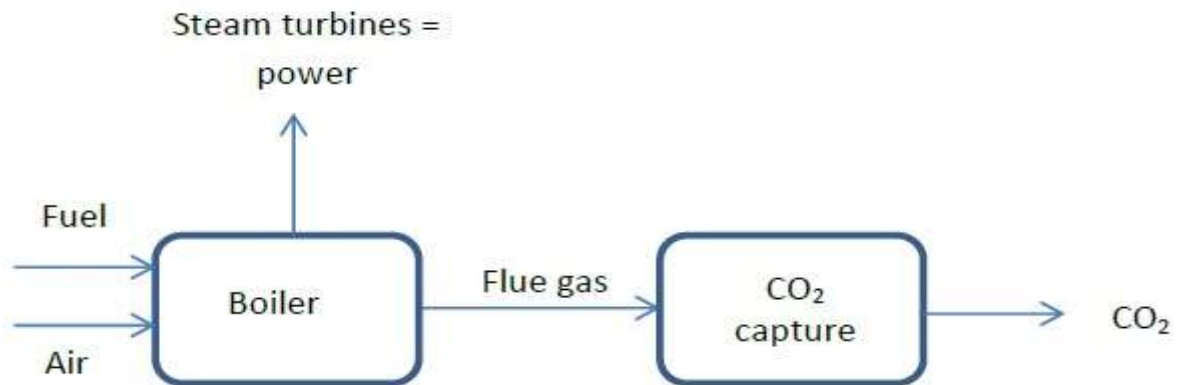 Steam turbines =
power
Fuel
Boiler
Air
Flue gas
CO₂
capture
CO₂